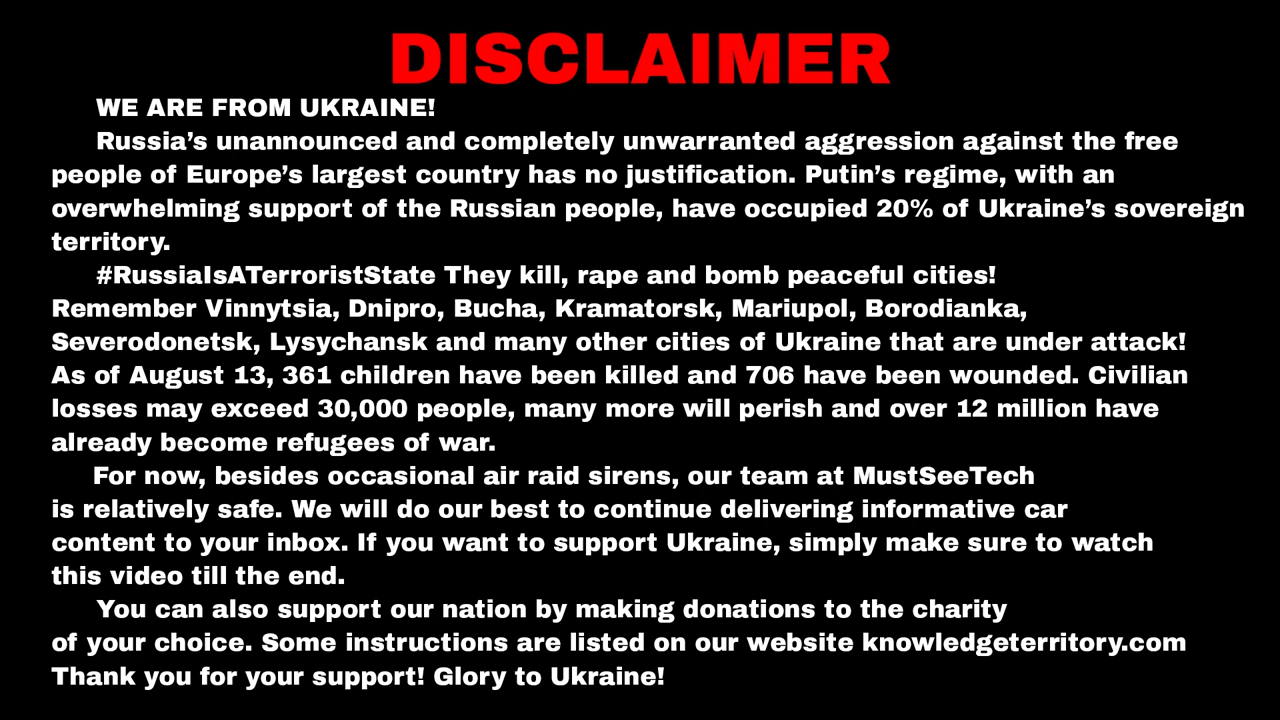 DISCLAIMER
WE ARE FROM UKRAINE!
Russia’s unannounced and completely unwarranted aggression against the free
people of Europe’s largest country has no justification. Putin’s regime, with an
overwhelming support of the Russian people, have occupied 20% of Ukraine’s sovereign
territory.
#RussiaIsATerroristState They kill, rape and bomb peaceful cities!
Remember Vinnytsia, Dnipro, Bucha, Kramatorsk, Mariupol, Borodianka,
Severodonetsk, Lysychansk and many other cities of Ukraine that are under attack!
As of August 13, 361 children have been killed and 706 have been wounded. Civilian
losses may exceed 30,000 people, many more will perish and over 12 million have
already become refugees of war.
For now, besides occasional air raid sirens, our team at MustSeeTech
is relatively safe. We will do our best to continue delivering informative car
content to your inbox. If you want to support Ukraine, simply make sure to watch
this video till the end.
You can also support our nation by making donations to the charity
of your choice. Some instructions are listed on our website knowledgeterritory.com
Thank you for your support! Glory to Ukraine!